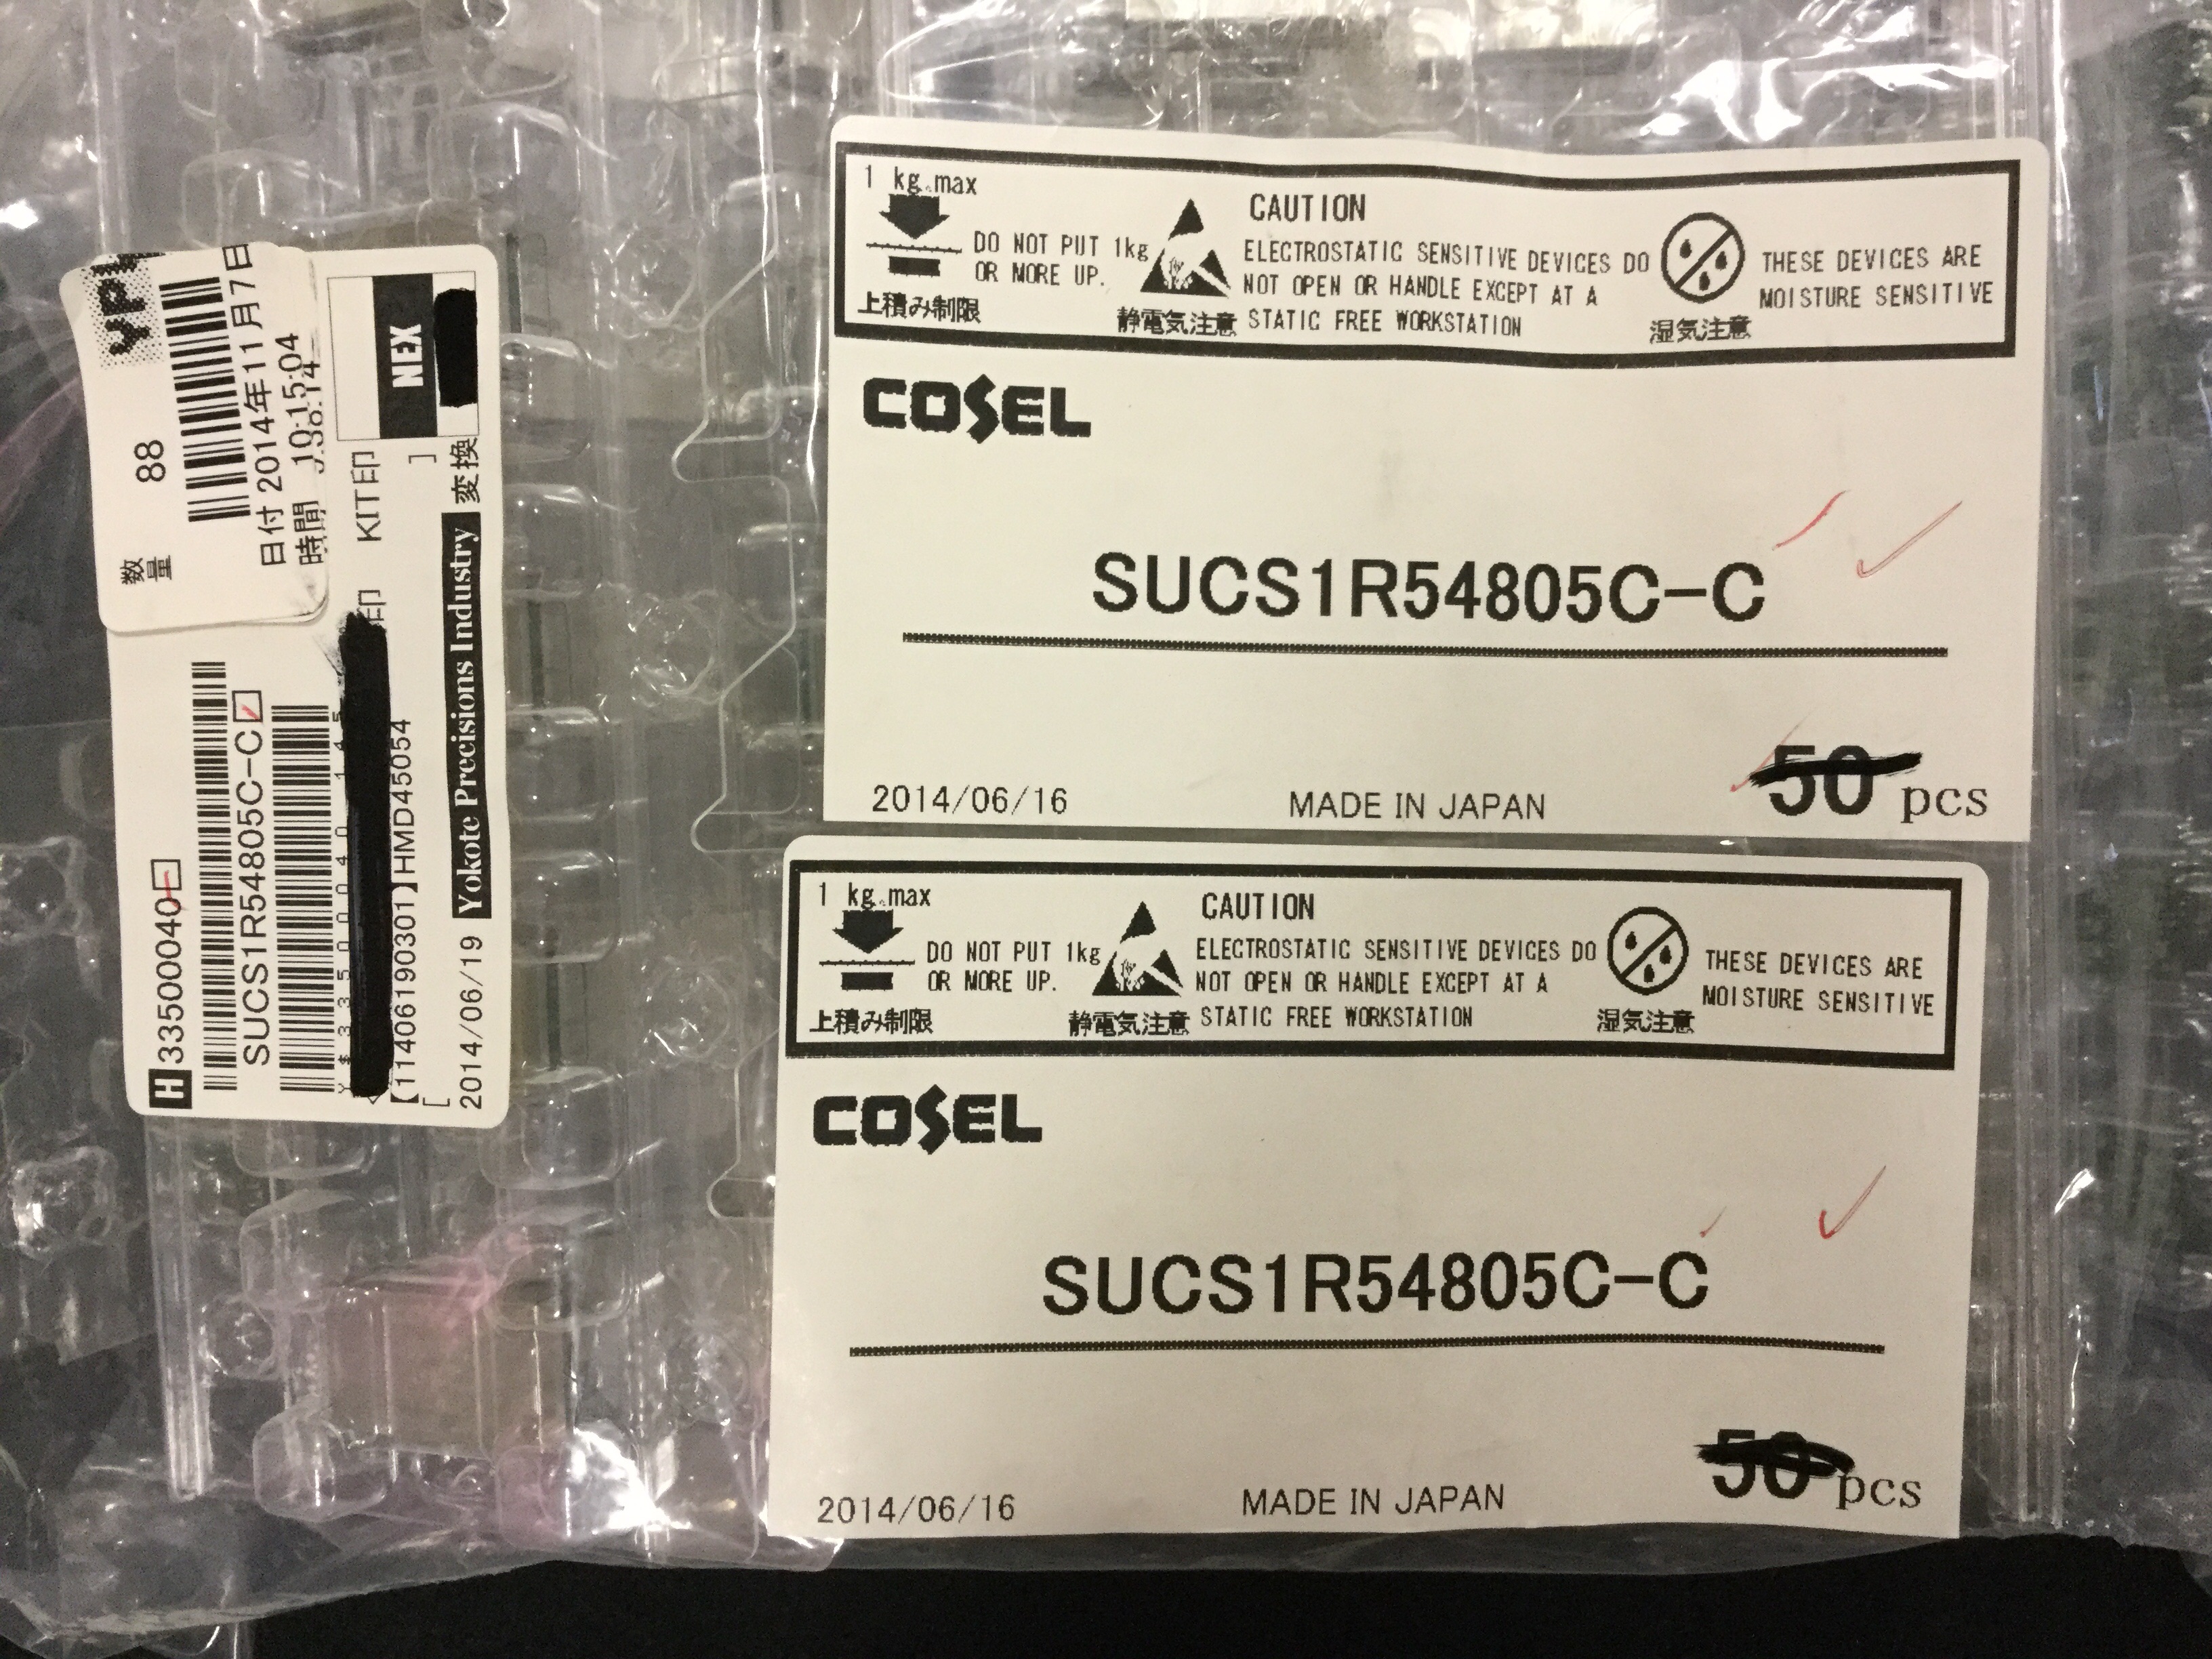 YPI
数量 88
日付 2014年11月7日
時間 10:15:04
NEX
KIT印
印
H 33500040
SUCS1R54805C-C
【1140619030 1】HMD45054
[ ]
2014/06/19 Yokote Precisions Industry 変換
1 kg.max
DO NOT PUT 1kg
OR MORE UP.
上積み制限
静電気注意
CAUTION
ELECTROSTATIC SENSITIVE DEVICES DO
NOT OPEN OR HANDLE EXCEPT AT A
STATIC FREE WORKSTATION
湿気注意
THESE DEVICES ARE
MOISTURE SENSITIVE
COSEL
SUCS1R54805C-C
2014/06/16 MADE IN JAPAN 50 pcs
1 kg.max
DO NOT PUT 1kg
OR MORE UP.
上積み制限
静電気注意
CAUTION
ELECTROSTATIC SENSITIVE DEVICES DO
NOT OPEN OR HANDLE EXCEPT AT A
STATIC FREE WORKSTATION
湿気注意
THESE DEVICES ARE
MOISTURE SENSITIVE
COSEL
SUCS1R54805C-C
2014/06/16 MADE IN JAPAN 50 pcs